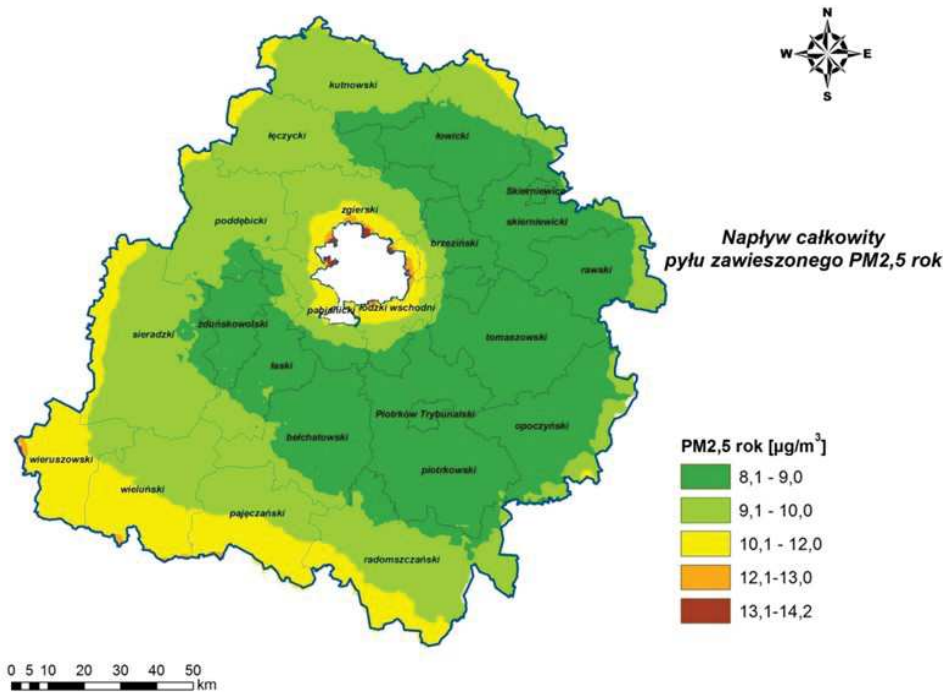 N
W E
S
kutnowski
łęczycki
łowicki
Skierniewice
zgierski
skierniewicki
poddębicki
brzeziński
Napływ całkowity
pyłu zawieszonego PM2,5 rok
rawski
pabianicki łódzki wschodni
zduńskowolski
sieradzki
tomaszowski
łaski
Piotrków Trybunalski
opoczyński
bełchatowski
wieruszowski
piotrkowski
wieluński
pajęczański
radomszczański
PM2,5 rok [µg/m³]
8,1 - 9,0
9,1 - 10,0
10,1 - 12,0
12,1-13,0
13,1-14,2
0 5 10 20 30 40 50
km